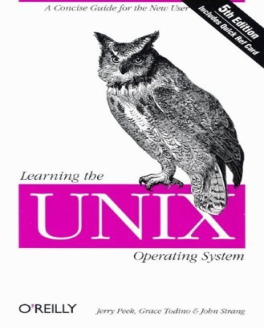 A Concise Guide for the New User
5th Edition
Includes Quick Ref Card
Learning the
UNIX
Operating System
Jerry Peek, Grace Todino & John Strang
O'REILLY